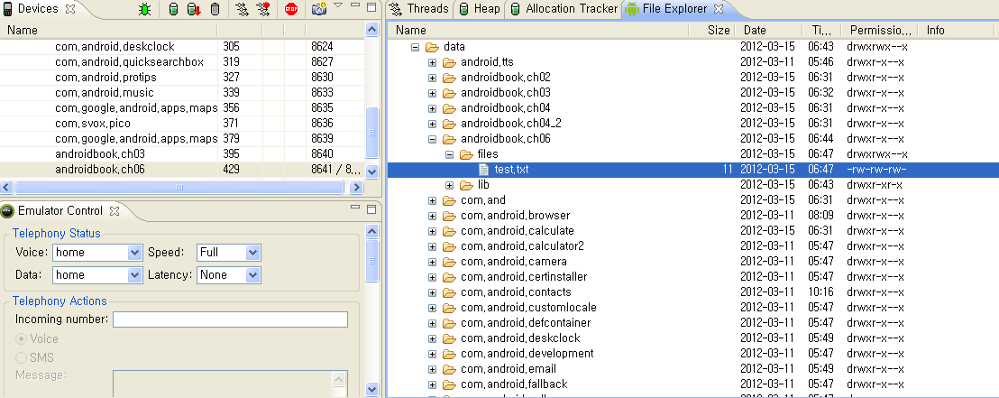 Devices
Name
com.android.deskclock 305 8624
com.android.quicksearchbox 319 8627
com.android.protips 327 8630
com.android.music 339 8633
com.google.android.apps.maps 356 8635
com.svox.pico 371 8636
com.google.android.apps.maps 379 8639
androidbook.ch03 395 8640
androidbook.ch06 429 8641 / 8...
Emulator Control
Telephony Status
Voice: home Speed: Full
Data: home Latency: None
Telephony Actions
Incoming number:
Voice
SMS
Message:
Threads Heap Allocation Tracker File Explorer
Name Size Date Ti... Permissio... Info
data 2012-03-15 06:43 drwxrwx--x
android.tts 2012-03-11 05:46 drwxr-x--x
androidbook.ch02 2012-03-15 06:31 drwxr-x--x
androidbook.ch03 2012-03-15 06:32 drwxr-x--x
androidbook.ch04 2012-03-15 06:31 drwxr-x--x
androidbook.ch04_2 2012-03-15 06:31 drwxr-x--x
androidbook.ch06 2012-03-15 06:44 drwxr-x--x
files 2012-03-15 06:47 drwxrwx--x
test.txt 11 2012-03-15 06:47 -rw-rw-rw-
lib 2012-03-15 06:43 drwxr-xr-x
com.and 2012-03-15 06:31 drwxr-x--x
com.android.browser 2012-03-11 08:09 drwxr-x--x
com.android.calculate 2012-03-15 06:31 drwxr-x--x
com.android.calculator2 2012-03-11 05:47 drwxr-x--x
com.android.camera 2012-03-11 05:47 drwxr-x--x
com.android.certinstaller 2012-03-11 05:47 drwxr-x--x
com.android.contacts 2012-03-11 10:16 drwxr-x--x
com.android.customlocale 2012-03-11 05:47 drwxr-x--x
com.android.defcontainer 2012-03-11 05:47 drwxr-x--x
com.android.deskclock 2012-03-11 05:49 drwxr-x--x
com.android.development 2012-03-11 05:47 drwxr-x--x
com.android.email 2012-03-11 05:49 drwxr-x--x
com.android.fallback 2012-03-11 05:47 drwxr-x--x